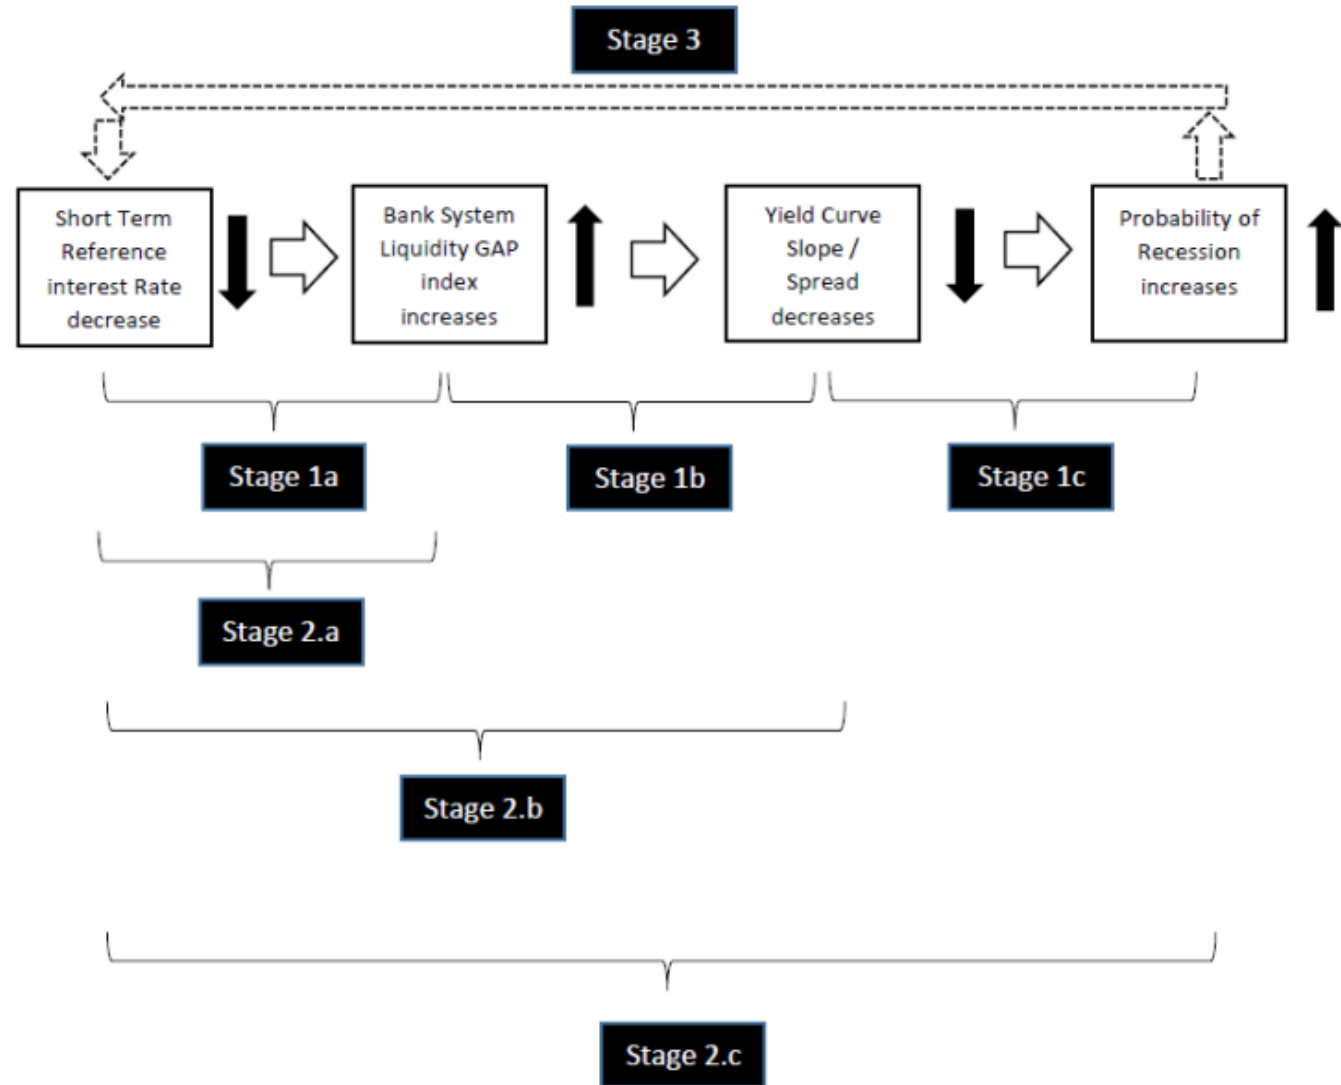 Stage 3
Short Term
Reference
interest Rate
decrease
Bank System
Liquidity GAP
index
increases
Yield Curve
Slope /
Spread
decreases
Probability of
Recession
increases
Stage 1a
Stage 1b
Stage 1c
Stage 2.a
Stage 2.b
Stage 2.c